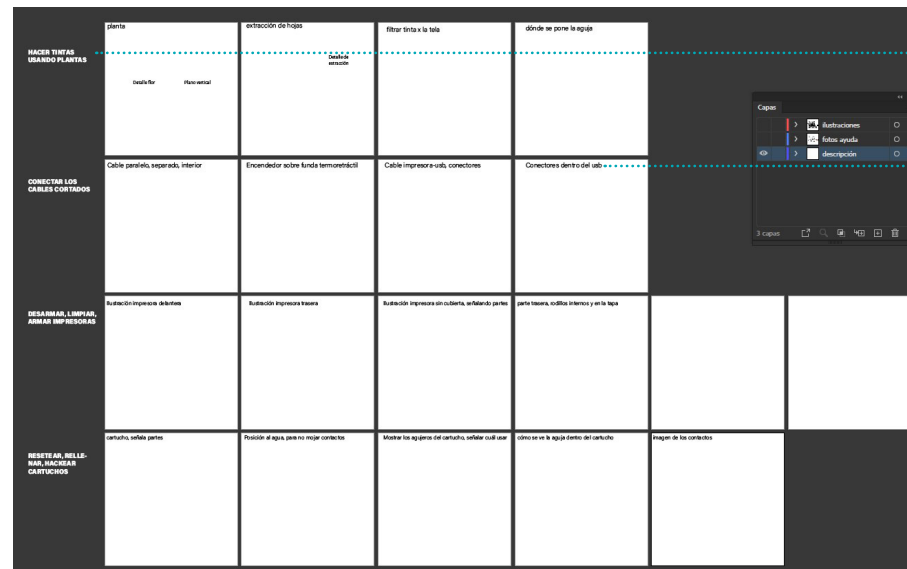 planta
extracción de hojas
filtrar tinta x la tela
dónde se pone la aguja
HACER TINTAS
USANDO PLANTAS
Detalle flor
Plano vertical
Detalle de
extracción
Capas
ilustraciones
fotos ayuda
descripción
3 capas
CONECTAR LOS
CABLES CORTADOS
Cable paralelo, separado, interior
Encendedor sobre funda termoretráctil
Cable impresora-usb, conectores
Conectores dentro del usb
DESARMAR, LIMPIAR,
ARMAR IMPRESORAS
Ilustración impresora delantera
Ilustración impresora trasera
Ilustración impresora sin cubierta, señalando partes
parte trasera, rodillos internos y en la tapa
RESETEAR, RELLE-
NAR, HACKEAR
CARTUCHOS
cartucho, señala partes
Posición al agua, para no mojar contactos
Mostrar los agujeros del cartucho, señalar cuál usar
cómo se ve la aguja dentro del cartucho
imagen de los contactos